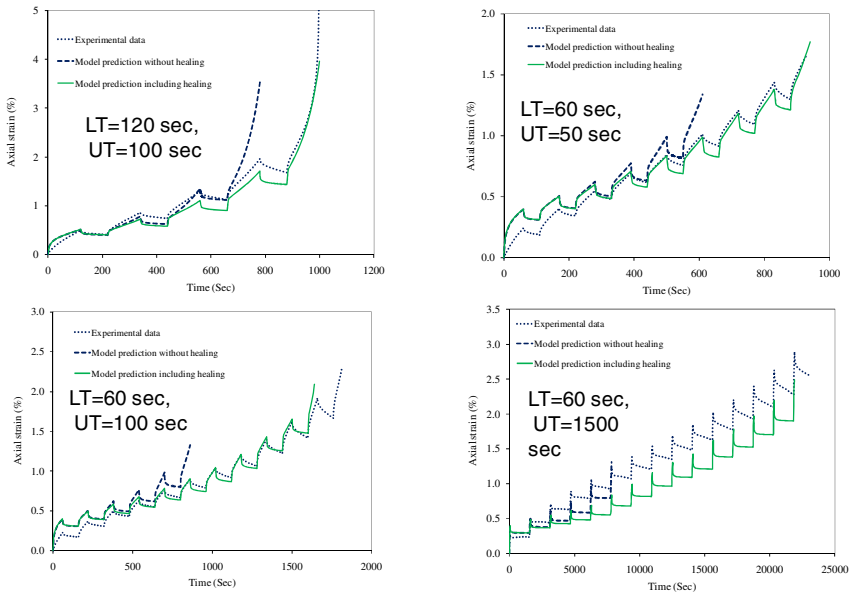 5
4
3
2
1
0
0 200 400 600 800 1000 1200
Axial strain (%)
Time (Sec)
Experimental data
Model prediction without healing
Model prediction including healing
LT=120 sec,
UT=100 sec
2.0
1.5
1.0
0.5
0.0
0 200 400 600 800 1000
Axial strain (%)
Time (Sec)
Experimental data
Model prediction without healing
Model prediction including healing
LT=60 sec,
UT=50 sec
3.0
2.5
2.0
1.5
1.0
0.5
0.0
0 500 1000 1500 2000
Axial strain (%)
Time (Sec)
Experimental data
Model prediction without healing
Model prediction including healing
LT=60 sec,
UT=100 sec
3.5
3.0
2.5
2.0
1.5
1.0
0.5
0.0
0 5000 10000 15000 20000 25000
Axial strain (%)
Time (Sec)
Experimental data
Model prediction without healing
Model prediction including healing
LT=60 sec,
UT=1500
sec